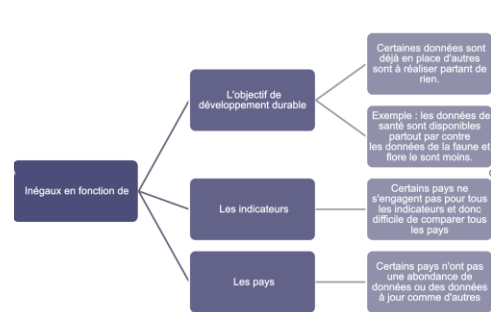 Inégaux en fonction de
L'objectif de
développement durable
Certaines données sont
déjà en place d'autres
sont à réaliser partant de
rien.
Exemple : les données de
santé sont disponibles
partout par contre
les données de la faune et
flore le sont moins.
Les indicateurs
Certains pays ne
s'engagent pas pour tous
les indicateurs et donc
difficile de comparer tous
les pays
Les pays
Certains pays n'ont pas
une abondance de
données ou des données
à jour comme d'autres